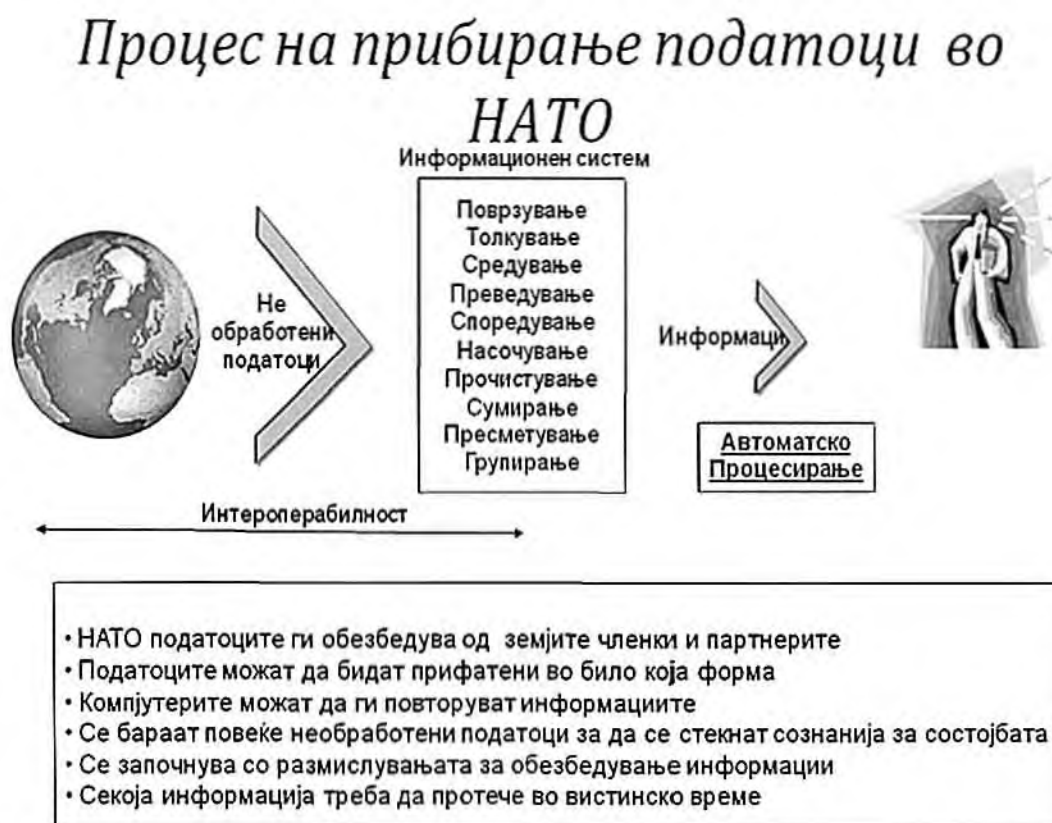 Процес на прибирање податоци во
НАТО
Информационен систем
Не
обработени
податоци
Поврзување
Толкување
Средување
Преведување
Споредување
Насочување
Прочистување
Сумирање
Пресметување
Групирање
Информаци
Автоматско
Процесирање
Интероперабилност
• НАТО податоците ги обезбедува од земјите членки и партнерите
• Податоците можат да бидат прифатени во било која форма
• Компјутерите можат да ги повторуват информациите
• Се бараат повеќе необработени податоци за да се стекнат сознанија за состојбата
• Се започнува со размислувањата за обезбедување информации
• Секоја информација треба да протече во вистинско време